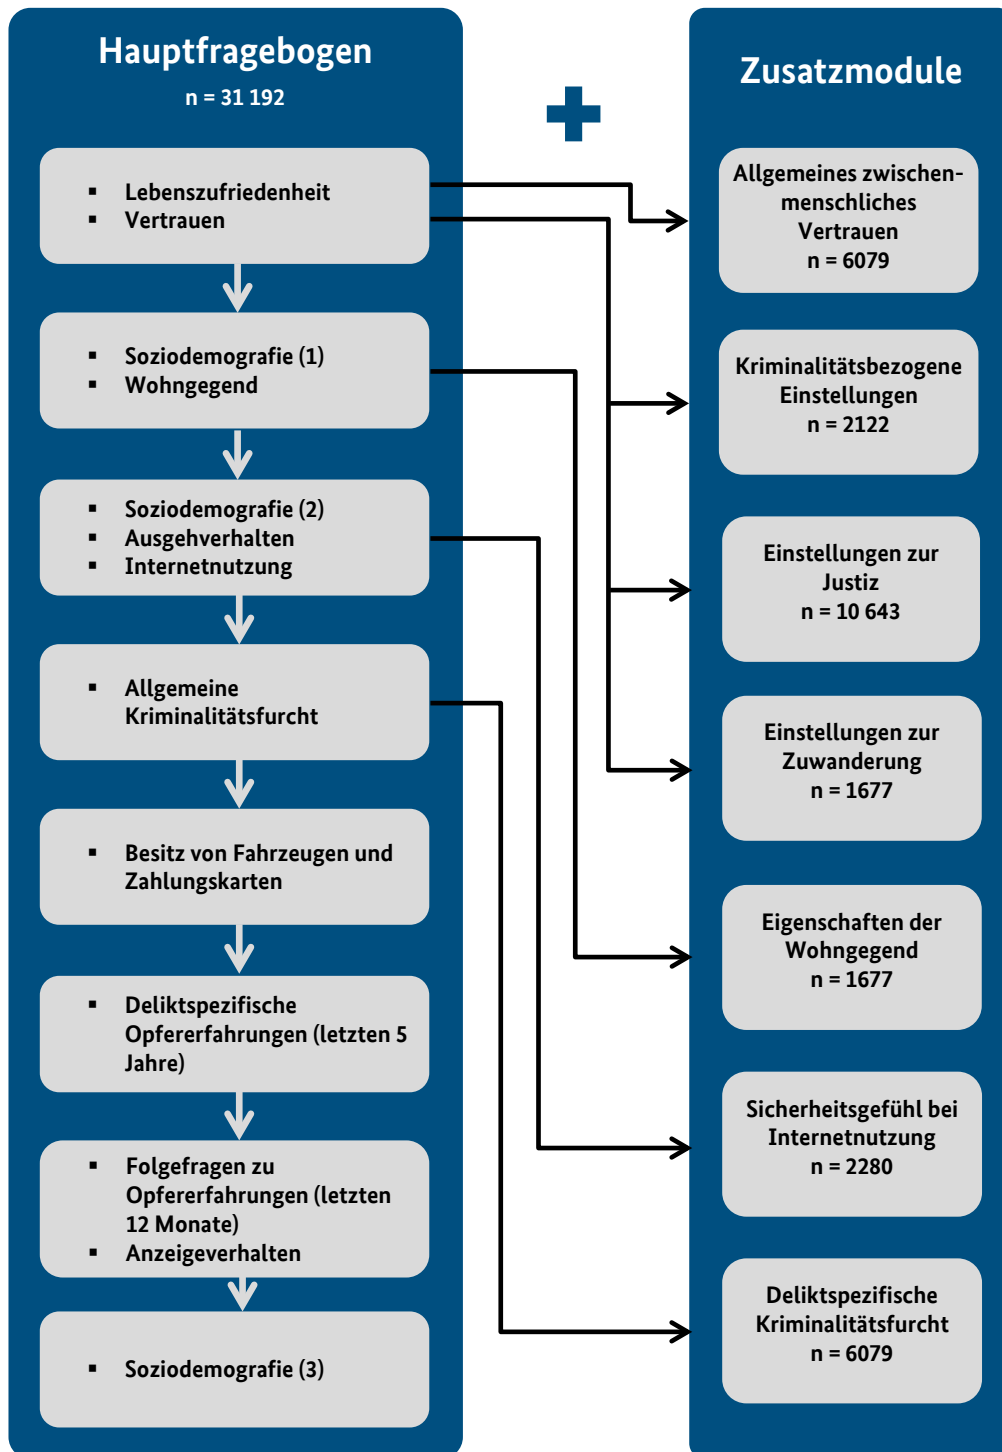 Hauptfragebogen
n = 31 192
▪ Lebenszufriedenheit
▪ Vertrauen
▪ Soziodemografie (1)
▪ Wohngegend
▪ Soziodemografie (2)
▪ Ausgehverhalten
▪ Internetnutzung
▪ Allgemeine
Kriminalitätsfurcht
▪ Besitz von Fahrzeugen und
Zahlungskarten
▪ Deliktspezifische
Opfererfahrungen (letzten 5
Jahre)
▪ Folgefragen zu
Opfererfahrungen (letzten
12 Monate)
▪ Anzeigeverhalten
▪ Soziodemografie (3)
Zusatzmodule
Allgemeines zwischen-
menschliches
Vertrauen
n = 6079
Kriminalitätsbezogene
Einstellungen
n = 2122
Einstellungen zur
Justiz
n = 10 643
Einstellungen zur
Zuwanderung
n = 1677
Eigenschaften der
Wohngegend
n = 1677
Sicherheitsgefühl bei
Internetnutzung
n = 2280
Deliktspezifische
Kriminalitätsfurcht
n = 6079